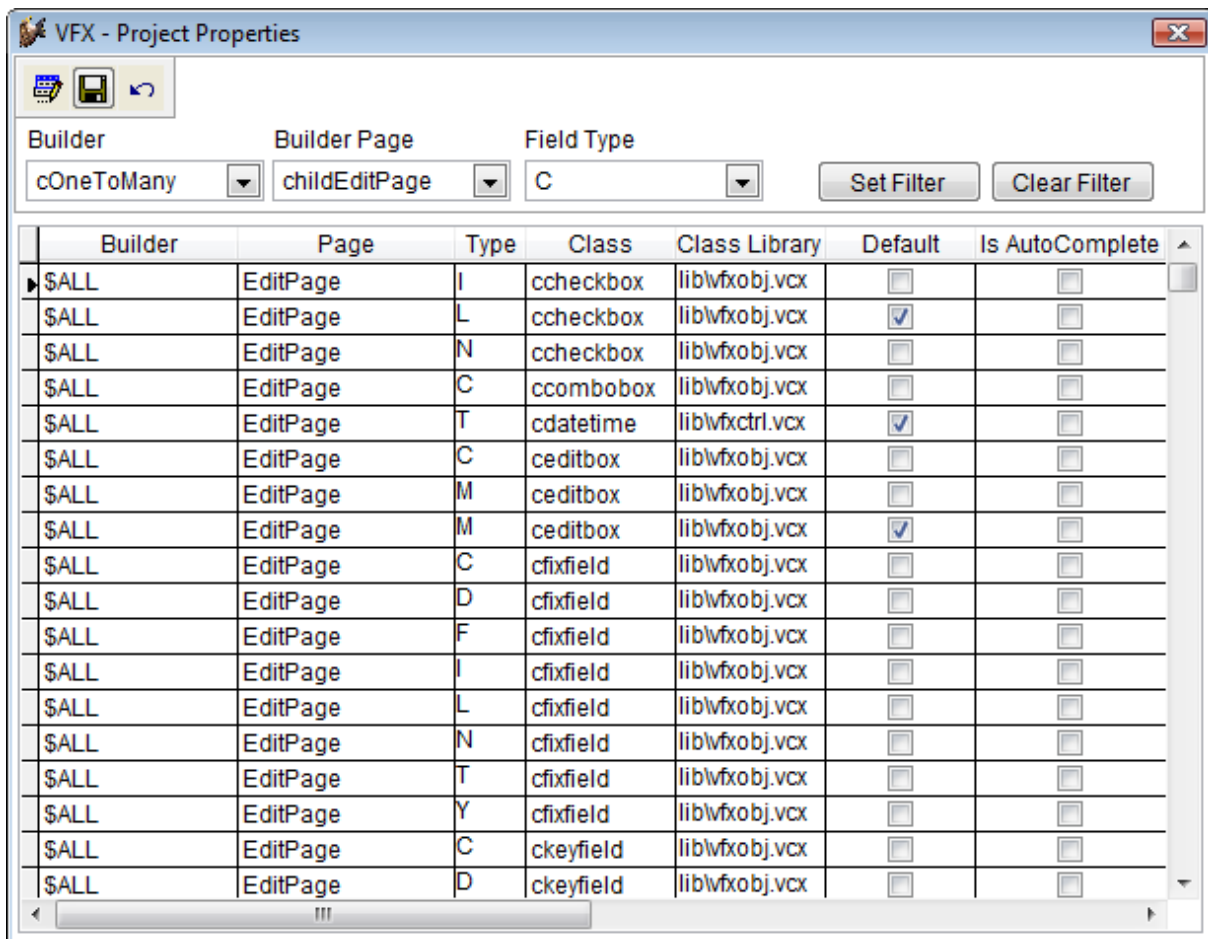 VFX - Project Properties
Builder Builder Page Field Type
cOneToMany childEditPage C Set Filter Clear Filter
Builder Page Type Class Class Library Default Is AutoComplete
$ALL EditPage I ccheckbox lib\vfxobj.vcx
$ALL EditPage L ccheckbox lib\vfxobj.vcx
$ALL EditPage N ccheckbox lib\vfxobj.vcx
$ALL EditPage C ccombobox lib\vfxobj.vcx
$ALL EditPage T cdatetime lib\vfxctrl.vcx
$ALL EditPage C ceditbox lib\vfxobj.vcx
$ALL EditPage M ceditbox lib\vfxobj.vcx
$ALL EditPage M ceditbox lib\vfxobj.vcx
$ALL EditPage C cfixfield lib\vfxobj.vcx
$ALL EditPage D cfixfield lib\vfxobj.vcx
$ALL EditPage F cfixfield lib\vfxobj.vcx
$ALL EditPage I cfixfield lib\vfxobj.vcx
$ALL EditPage L cfixfield lib\vfxobj.vcx
$ALL EditPage N cfixfield lib\vfxobj.vcx
$ALL EditPage T cfixfield lib\vfxobj.vcx
$ALL EditPage Y cfixfield lib\vfxobj.vcx
$ALL EditPage C ckeyfield lib\vfxobj.vcx
$ALL EditPage D ckeyfield lib\vfxobj.vcx